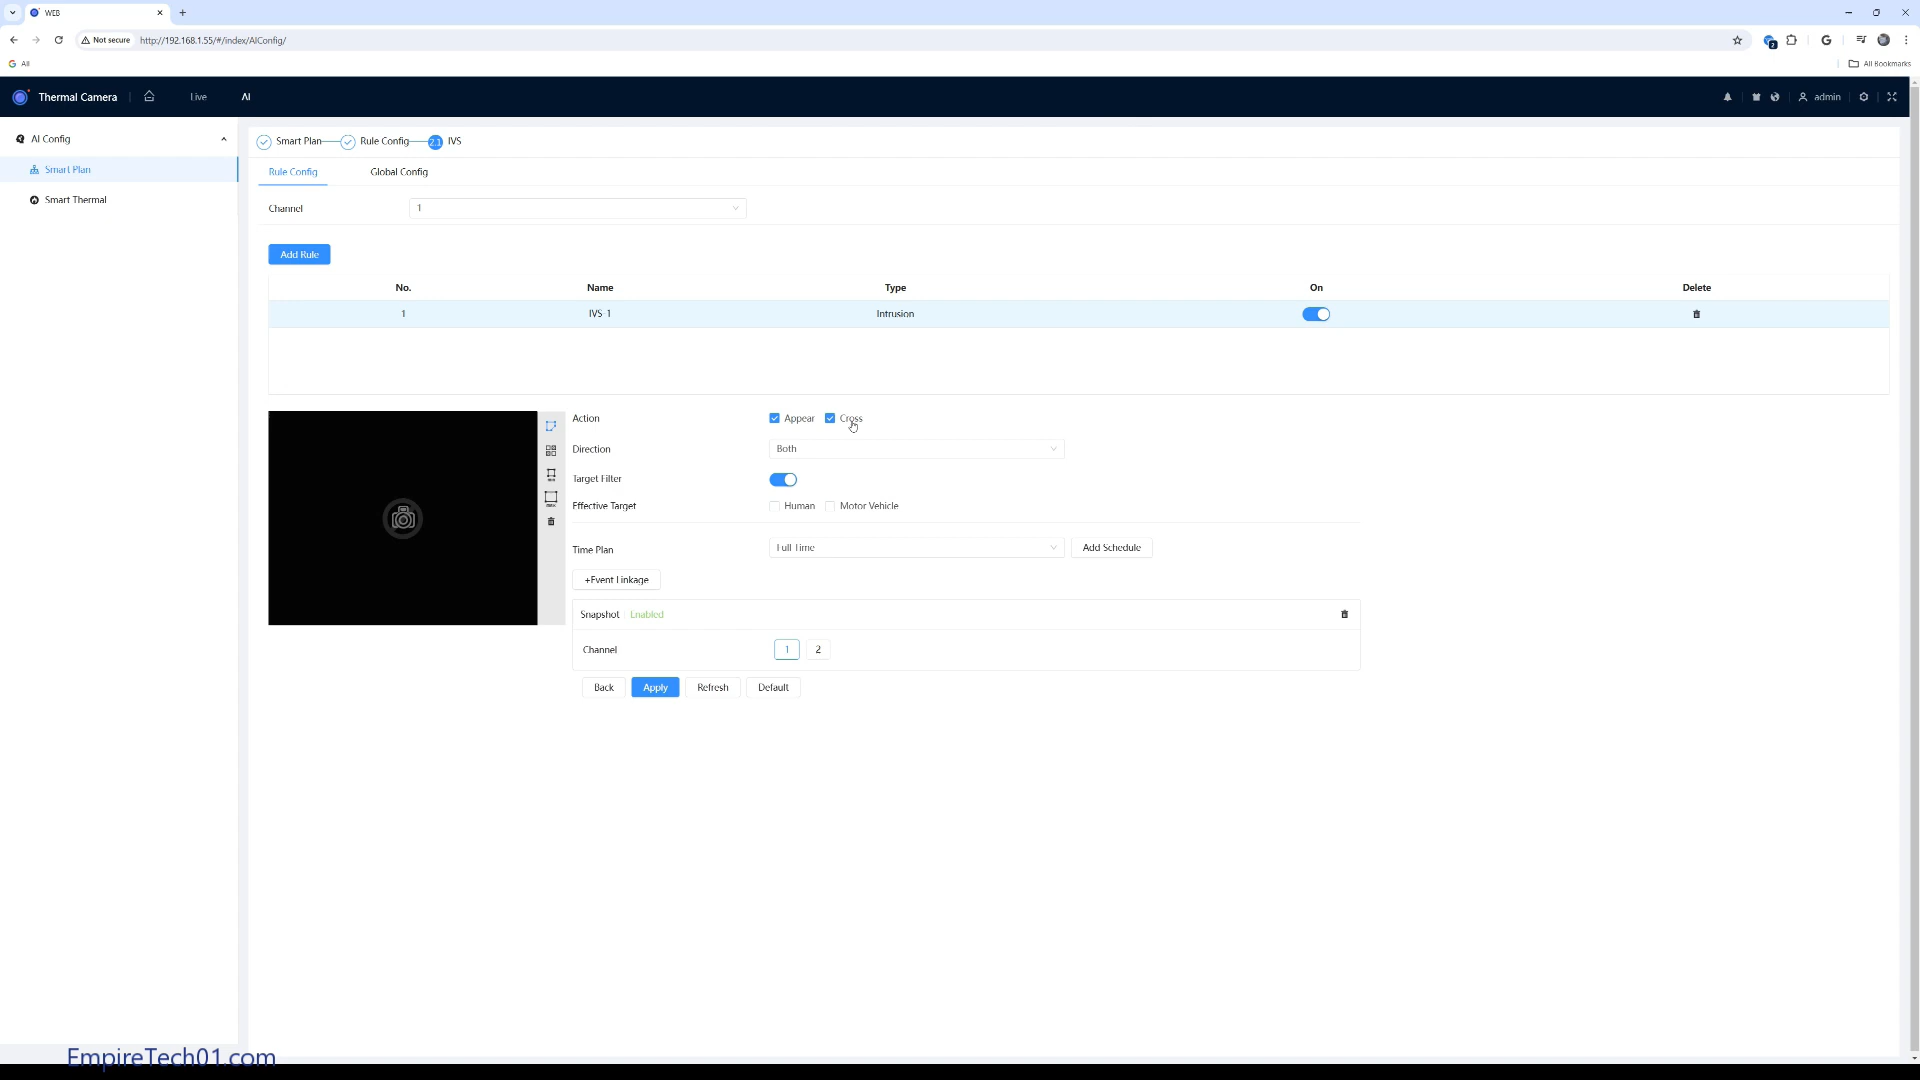 WEB
Not secure
http://192.168.1.55/#/index/AIConfig/
2
G
All
All Bookmarks
Thermal Camera
Live
AI
admin
AI Config
Smart Plan
Smart Thermal
Smart Plan
Rule Config
2.1
IVS
Rule Config
Global Config
Channel
1
Add Rule
No. Name Type On Delete
1 IVS-1 Intrusion
Action
Appear
Cross
Direction
Both
Target Filter
Effective Target
Human
Motor Vehicle
Time Plan
Full Time
Add Schedule
+Event Linkage
Snapshot
Enabled
Channel
1
2
Back
Apply
Refresh
Default
EmpireTech01.com